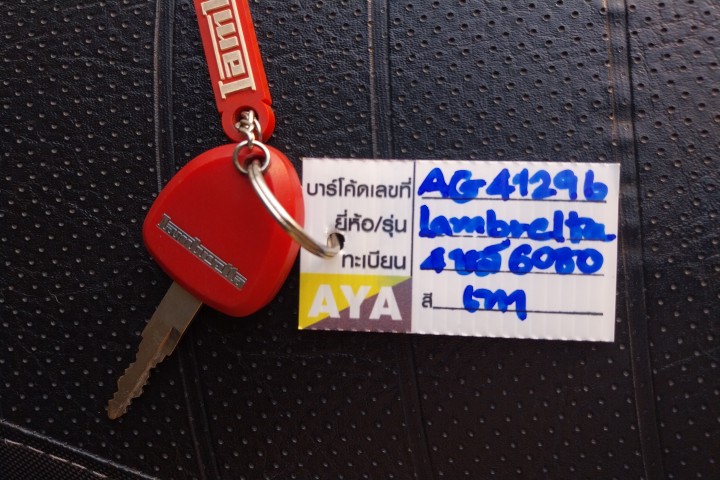 Lambretta
บาร์โค้ดเลขที่ AG41296
ยี่ห้อ/รุ่น lambretta
ทะเบียน 6080
AYA
สี เทา